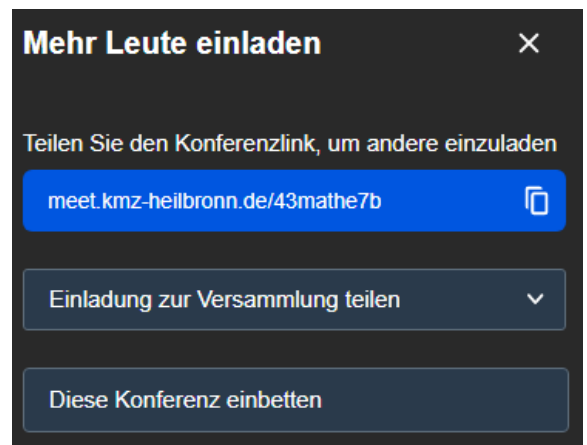 Mehr Leute einladen
Teilen Sie den Konferenzlink, um andere einzuladen
meet.kmz-heilbronn.de/43mathe7b
Einladung zur Versammlung teilen
Diese Konferenz einbetten